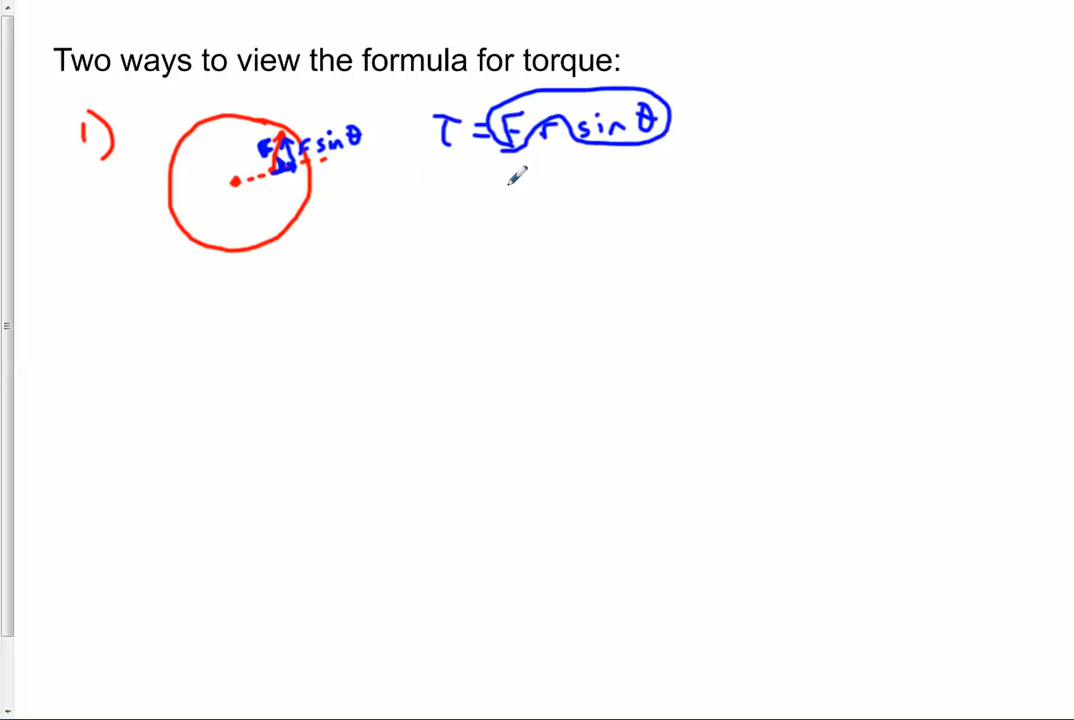 Two ways to view the formula for torque:
1)
F F sin θ
τ = F r sin θ